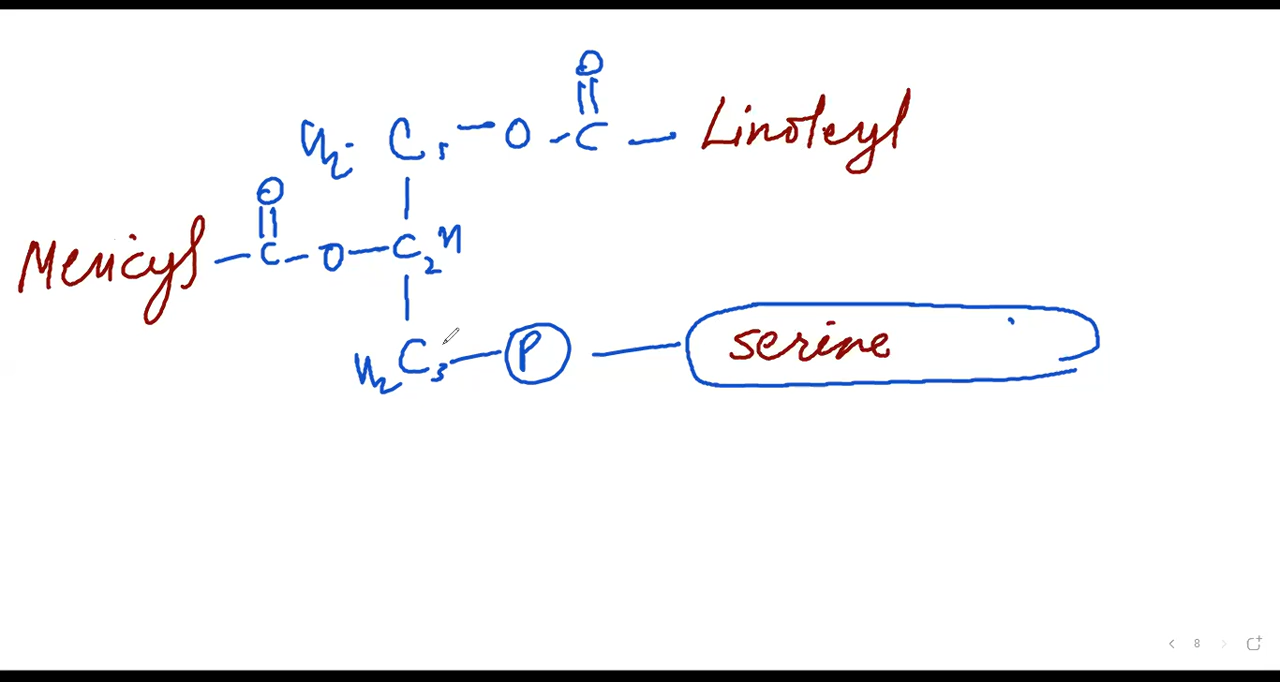 O
H2- C1 - O - C - Linoleyl
O
Mericyl - C - O - C2 H
H2 C3 - P - serine
8